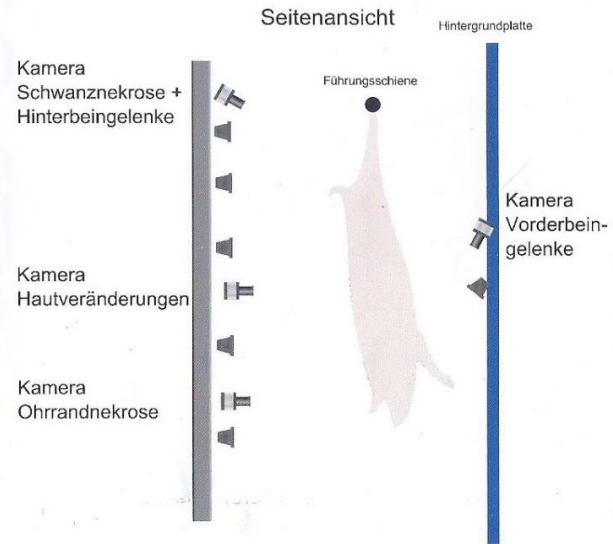 Seitenansicht
Hintergrundplatte
Kamera
Schwanznekrose +
Hinterbeingelenke
Führungsschiene
Kamera
Vorderbein-
gelenke
Kamera
Hautveränderungen
Kamera
Ohrrandnekrose